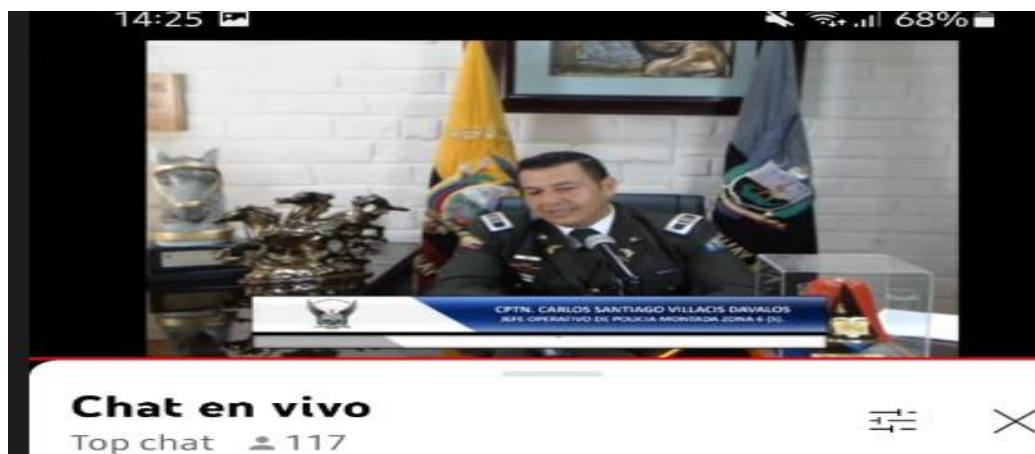 14:25
68%
CPTN. CARLOS SANTIAGO VILLACIS DAVALOS
JEFE OPERATIVO DE POLICIA MONTADA ZONA 6 (S).
Chat en vivo
Top chat 117